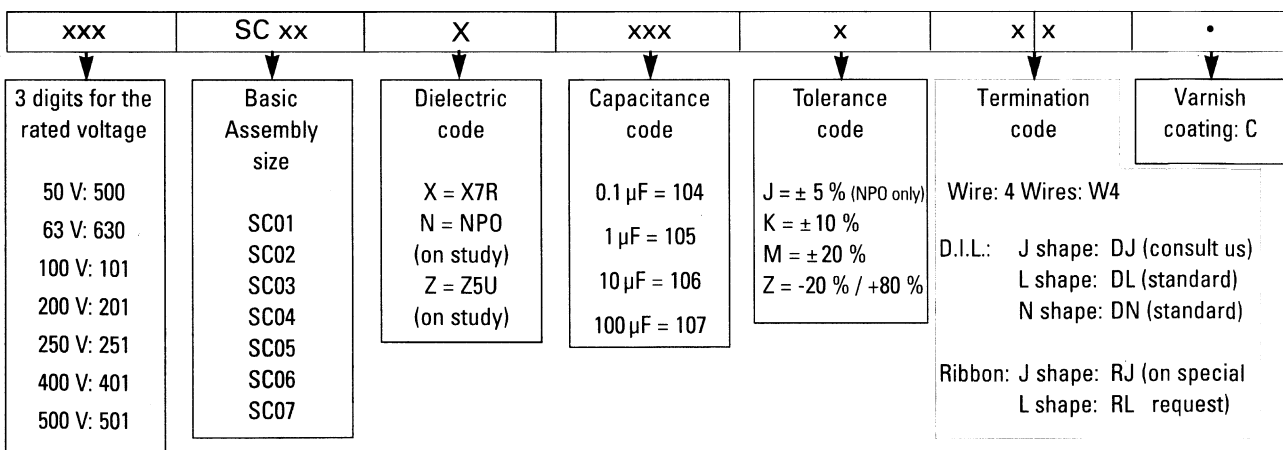 xxx SC xx X xxx x x x •
3 digits for the
rated voltage
50 V: 500
63 V: 630
100 V: 101
200 V: 201
250 V: 251
400 V: 401
500 V: 501
Basic
Assembly
size
SC01
SC02
SC03
SC04
SC05
SC06
SC07
Dielectric
code
X = X7R
N = NPO
(on study)
Z = Z5U
(on study)
Capacitance
code
0.1 µF = 104
1 µF = 105
10 µF = 106
100 µF = 107
Tolerance
code
J = ± 5 % (NPO only)
K = ± 10 %
M = ± 20 %
Z = -20 % / +80 %
Termination
code
Wire: 4 Wires: W4
D.I.L.: J shape: DJ (consult us)
L shape: DL (standard)
N shape: DN (standard)
Ribbon: J shape: RJ (on special
L shape: RL request)
Varnish
coating: C